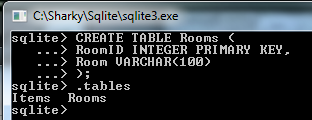 C:\Sharky\Sqlite\sqlite3.exe
sqlite> CREATE TABLE Rooms (
...> RoomID INTEGER PRIMARY KEY,
...> Room VARCHAR(100)
...> );
sqlite> .tables
Items Rooms
sqlite>